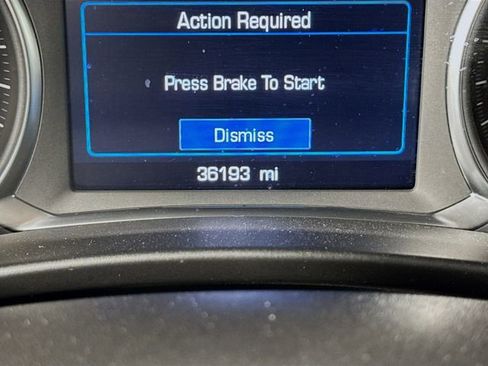 Action Required
Press Brake To Start
Dismiss
36193 mi